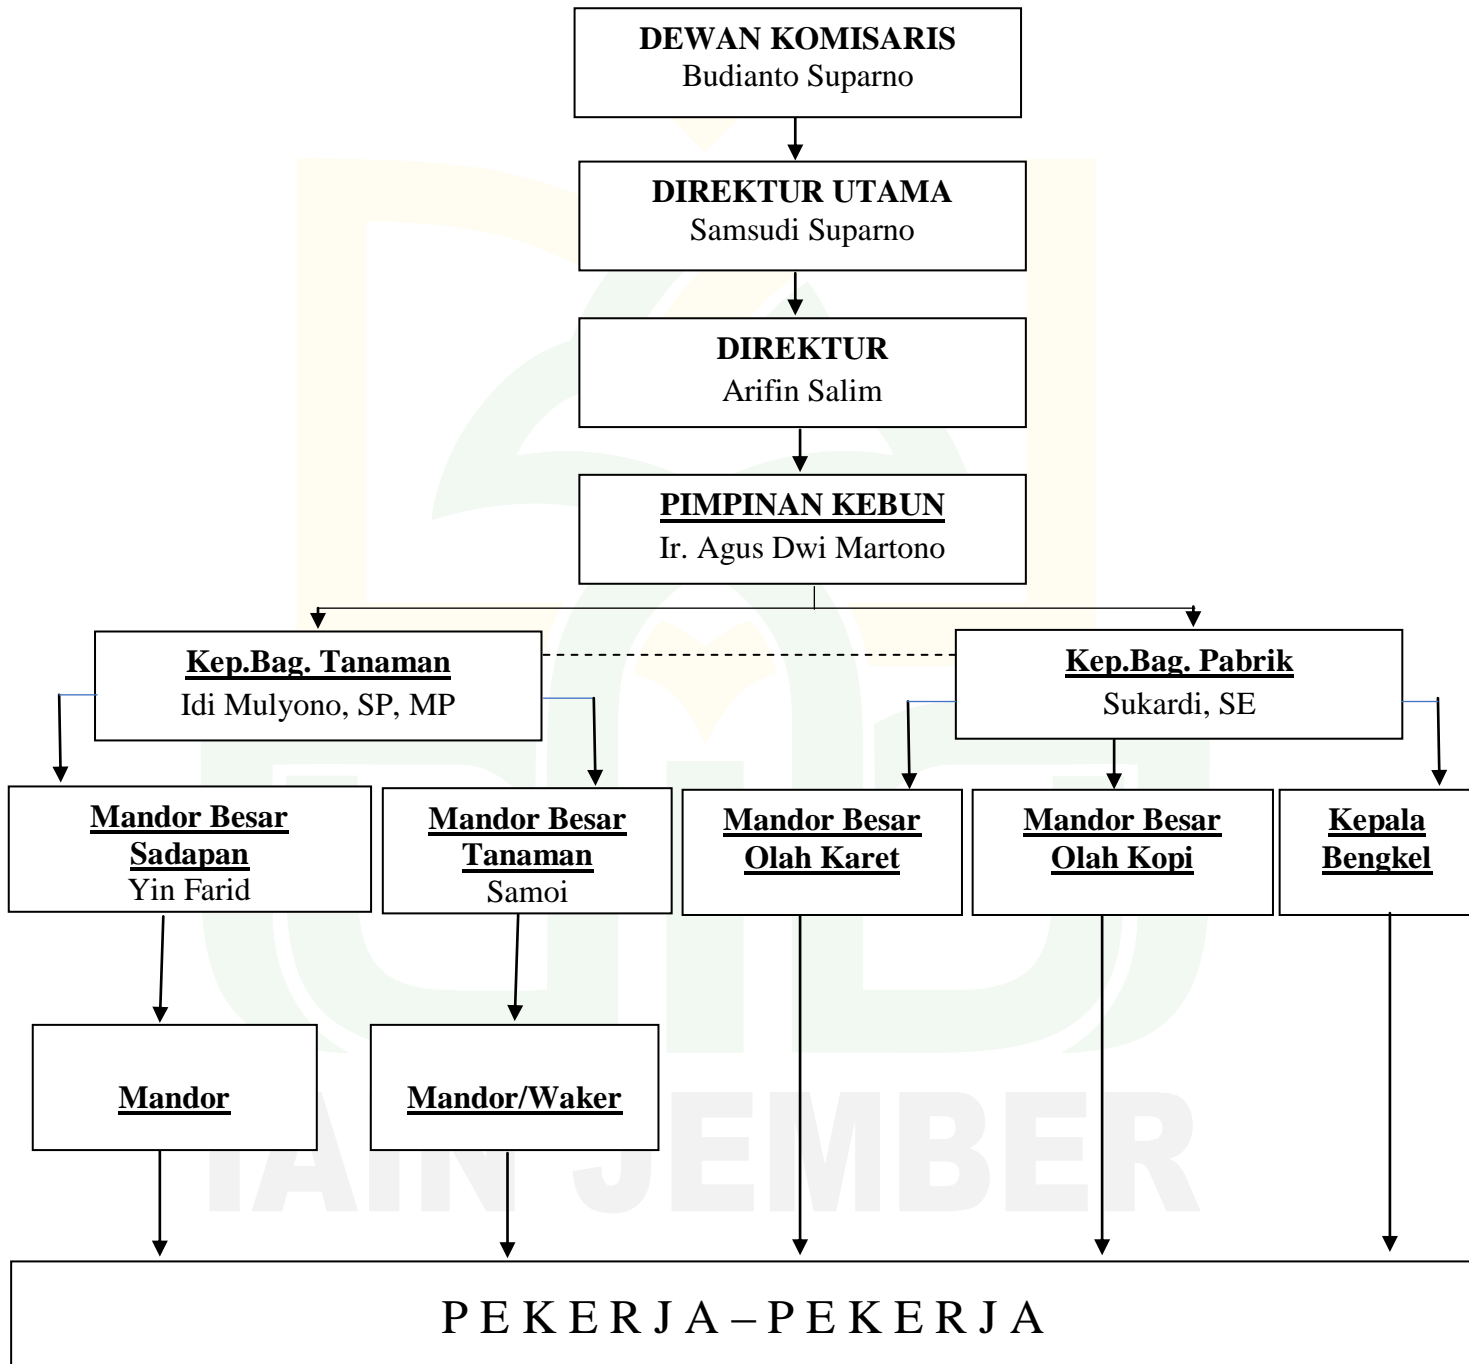 DEWAN KOMISARIS
Budianto Suparno
DIREKTUR UTAMA
Samsudi Suparno
DIREKTUR
Arifin Salim
PIMPINAN KEBUN
Ir. Agus Dwi Martono
Kep.Bag. Tanaman
Idi Mulyono, SP, MP
Kep.Bag. Pabrik
Sukardi, SE
Mandor Besar
Sadapan
Yin Farid
Mandor Besar
Tanaman
Samoi
Mandor Besar
Olah Karet
Mandor Besar
Olah Kopi
Kepala
Bengkel
Mandor
Mandor/Waker
IAIN JEMBER
P E K E R J A – P E K E R J A